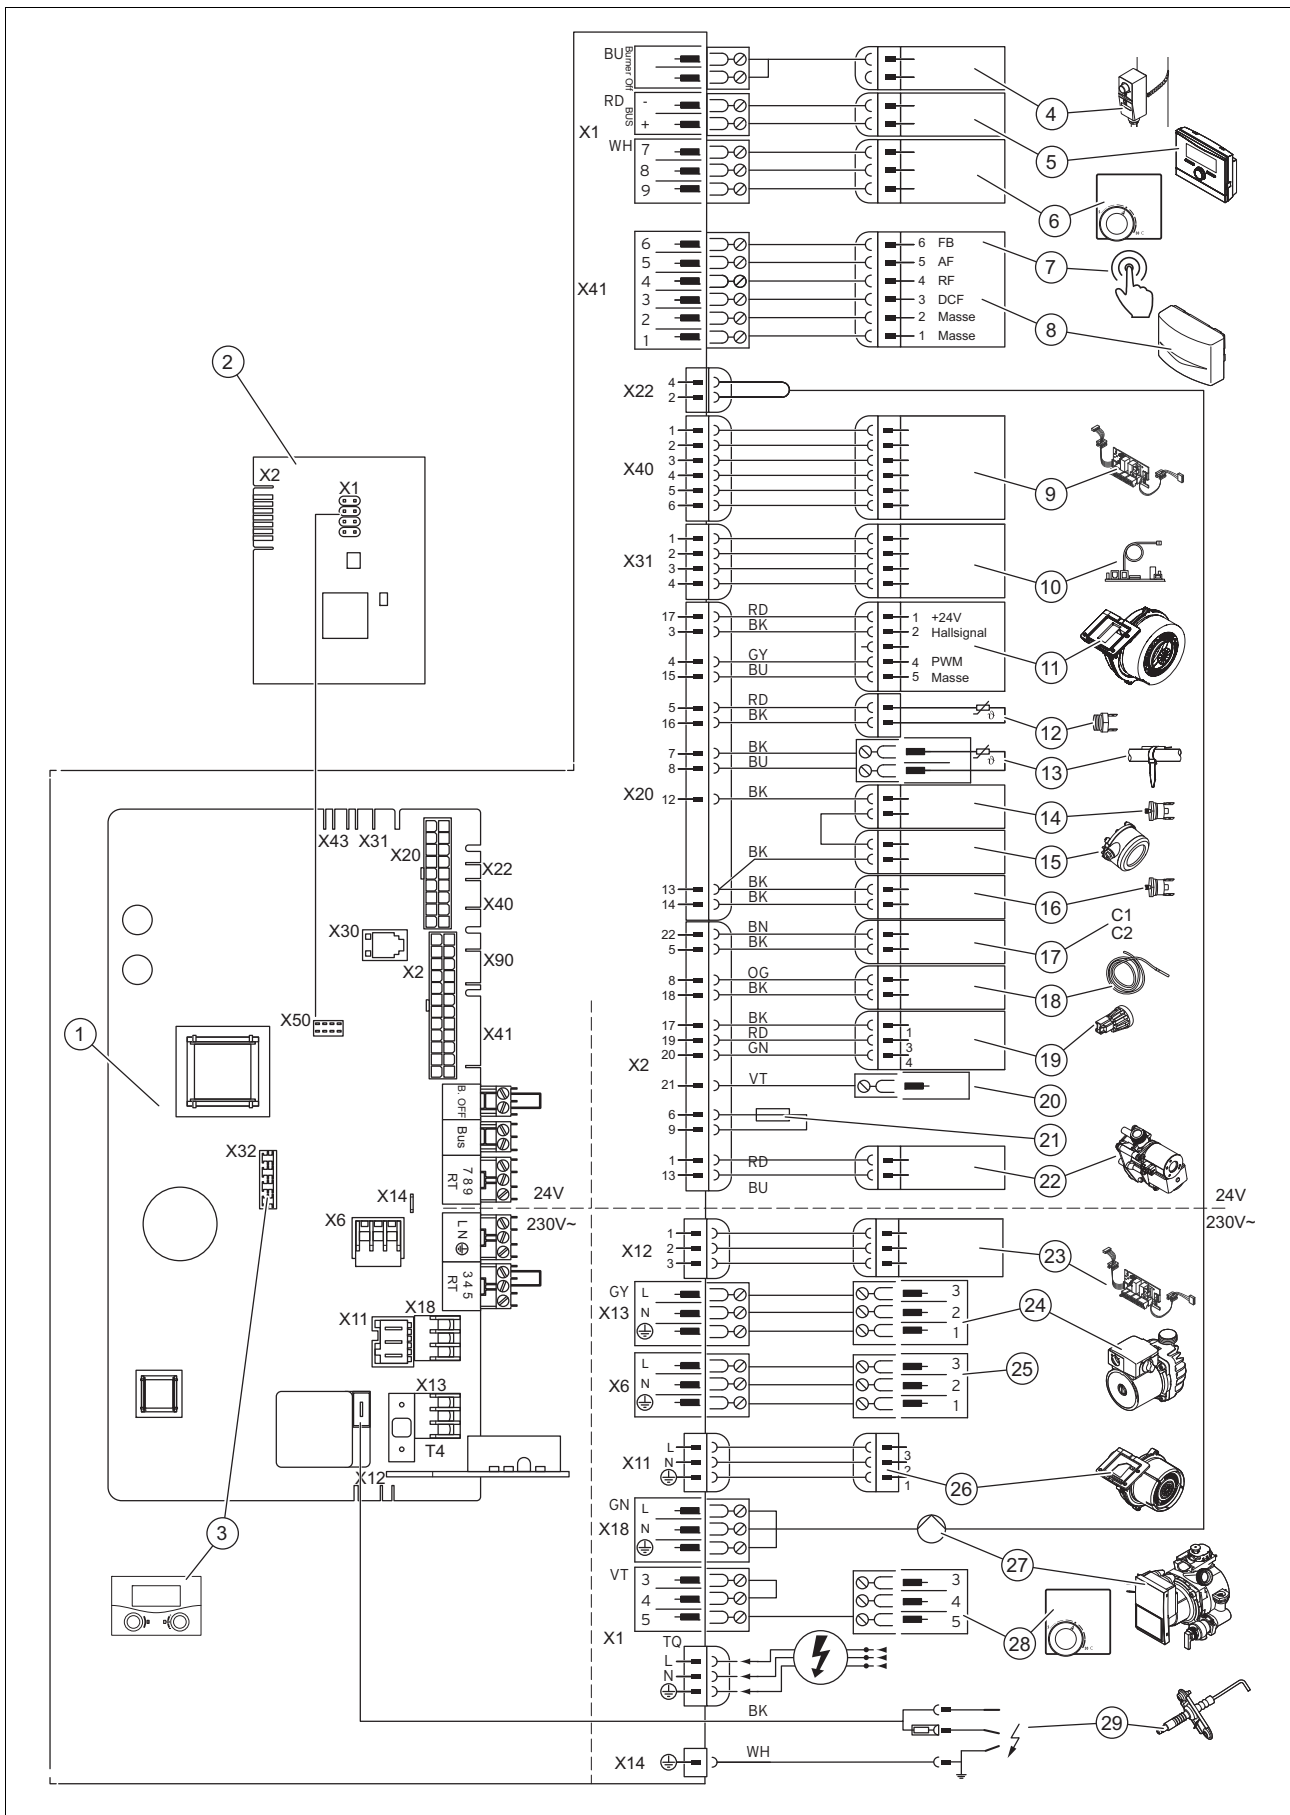 BU
Burner Off
4
RD
-
BUS
+
X1
5
WH
7
8
9
6
6
5
4
3
2
1
X41
6 FB
5 AF
4 RF
3 DCF
2 Masse
1 Masse
7
8
X22
4
2
2
X2
X1
X40
1
2
3
4
5
6
9
X31
1
2
3
4
10
17
RD
1 +24V
3
BK
2 Hallsignal
4
GY
4 PWM
15
BU
5 Masse
11
5
RD
16
BK
ϑ
12
7
BK
8
BU
ϑ
13
X20
12
BK
14
BK
15
13
BK
14
BK
16
22
BN
5
BK
17
C1
C2
8
OG
18
BK
18
17
BK
1
19
RD
3
20
GN
4
19
X2
21
VT
20
6
9
21
1
RD
13
BU
22
24V
230V~
X43
X31
X20
X22
X40
X30
X2
X90
X50
X41
1
B. OFF
Bus
7 8 9
RT
24V
X32
X14
X6
L N
230V~
3 4 5
RT
X11
X18
X13
T4
X12
3
X12
1
2
3
23
GY
X13
L
N
3
2
1
24
X6
L
N
3
2
1
25
X11
L
N
3
2
1
26
GN
X18
L
N
27
VT
3
4
5
3
4
5
28
X1
TQ
L
N
BK
29
X14
WH